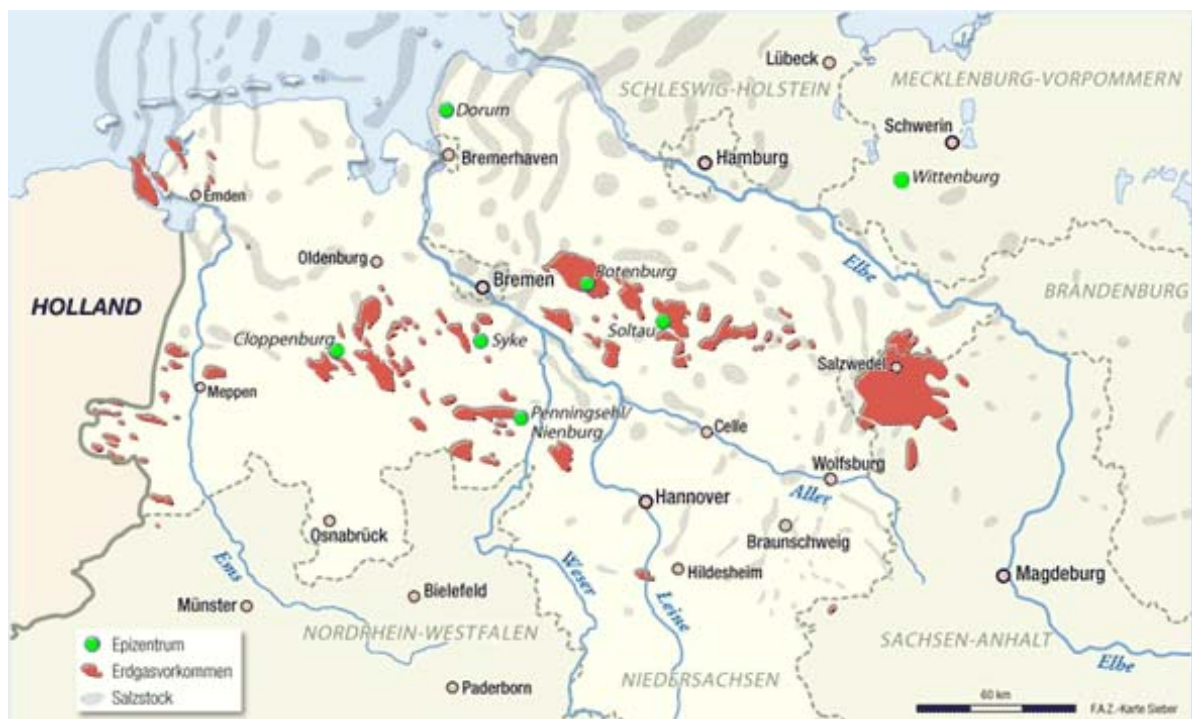 Lübeck
SCHLESWIG-HOLSTEIN
MECKLENBURG-VORPOMMERN
Dorum
Schwerin
Bremerhaven
Hamburg
Wittenburg
Emden
Oldenburg
Bremen
Rotenburg
Elbe
BRANDENBURG
HOLLAND
Cloppenburg
Syke
Soltau
Salzwedel
Meppen
Penningsehl/
Nienburg
Celle
Wolfsburg
Aller
Hannover
Osnabrück
Braunschweig
Ems
Weser
Hildesheim
Magdeburg
Bielefeld
Münster
Leine
NORDRHEIN-WESTFALEN
SACHSEN-ANHALT
Elbe
NIEDERSACHSEN
Paderborn
Epizentrum
Erdgasvorkommen
Salzstock
60 km
F.A.Z.-Karte Sieber